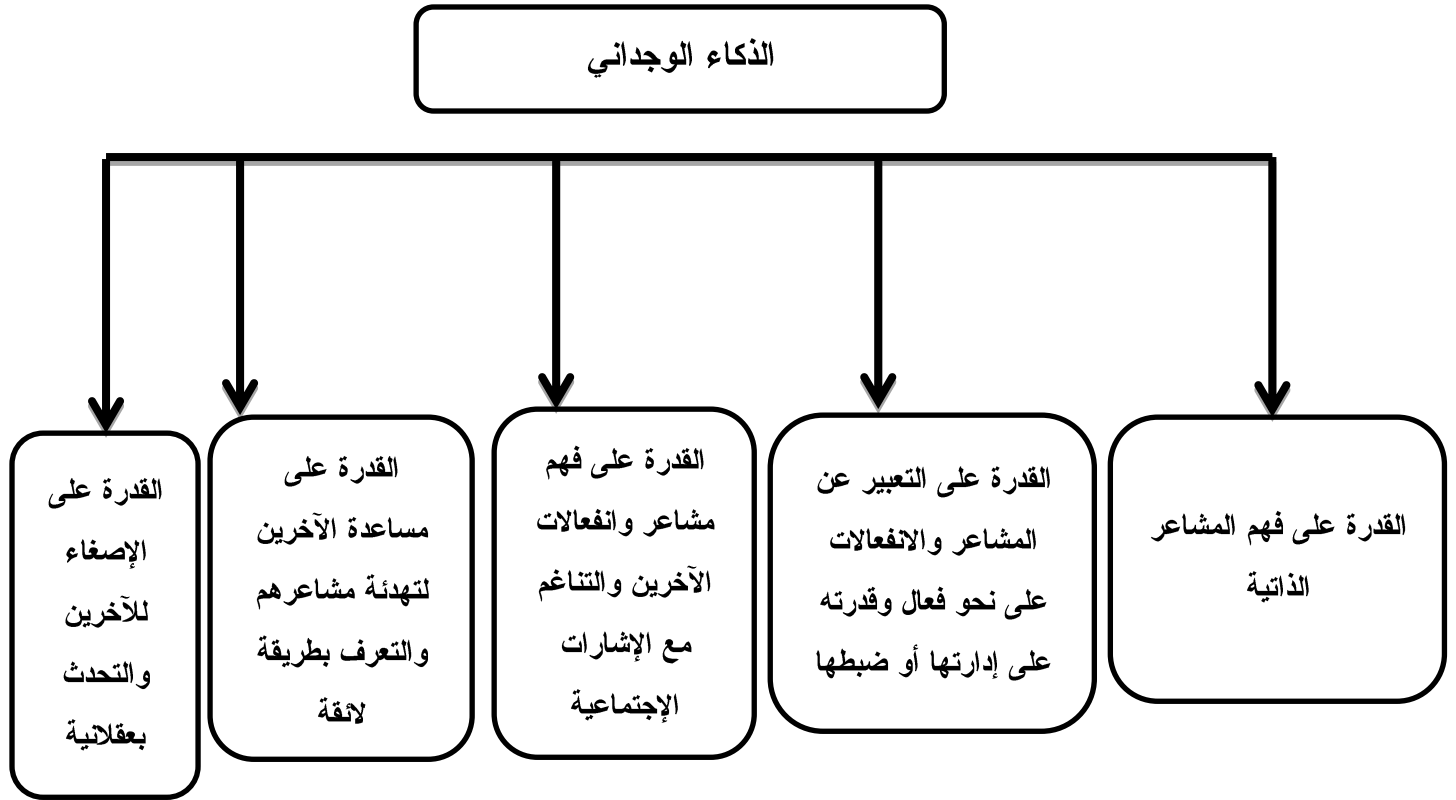 الذكاء الوجداني
القدرة على فهم المشاعر
الذاتية
القدرة على التعبير عن
المشاعر والانفعالات
على نحو فعال وقدرته
على إدارتها أو ضبطها
القدرة على فهم
مشاعر وانفعالات
الآخرين والتناغم
مع الإشارات
الإجتماعية
القدرة على
مساعدة الآخرين
لتهدئة مشاعرهم
والتعرف بطريقة
لائقة
القدرة على
الإصغاء
للآخرين
والتحدث
بعقلانية